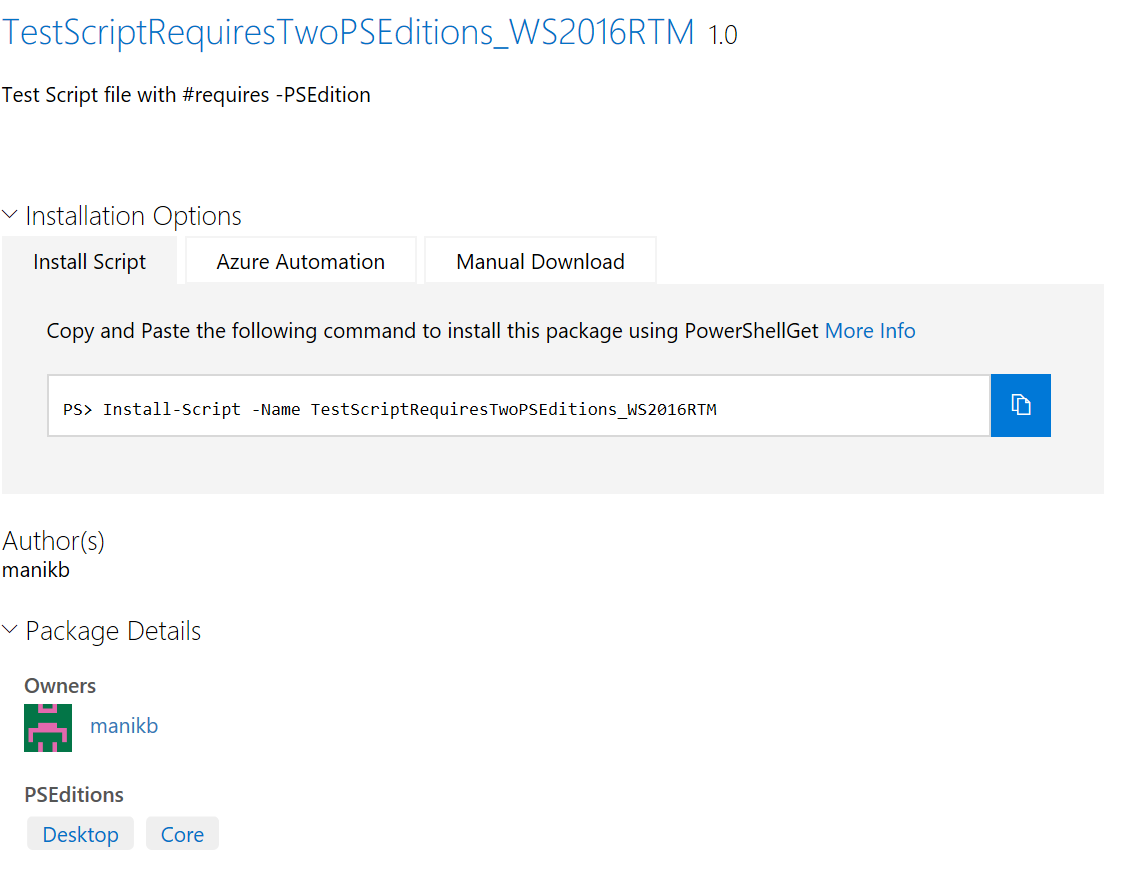 TestScriptRequiresTwoPSEditions_WS2016RTM 1.0
Test Script file with #requires -PSEdition
Installation Options
Install Script Azure Automation Manual Download
Copy and Paste the following command to install this package using PowerShellGet More Info
PS> Install-Script -Name TestScriptRequiresTwoPSEditions_WS2016RTM
Author(s)
manikb
Package Details
Owners
manikb
PSEditions
Desktop Core